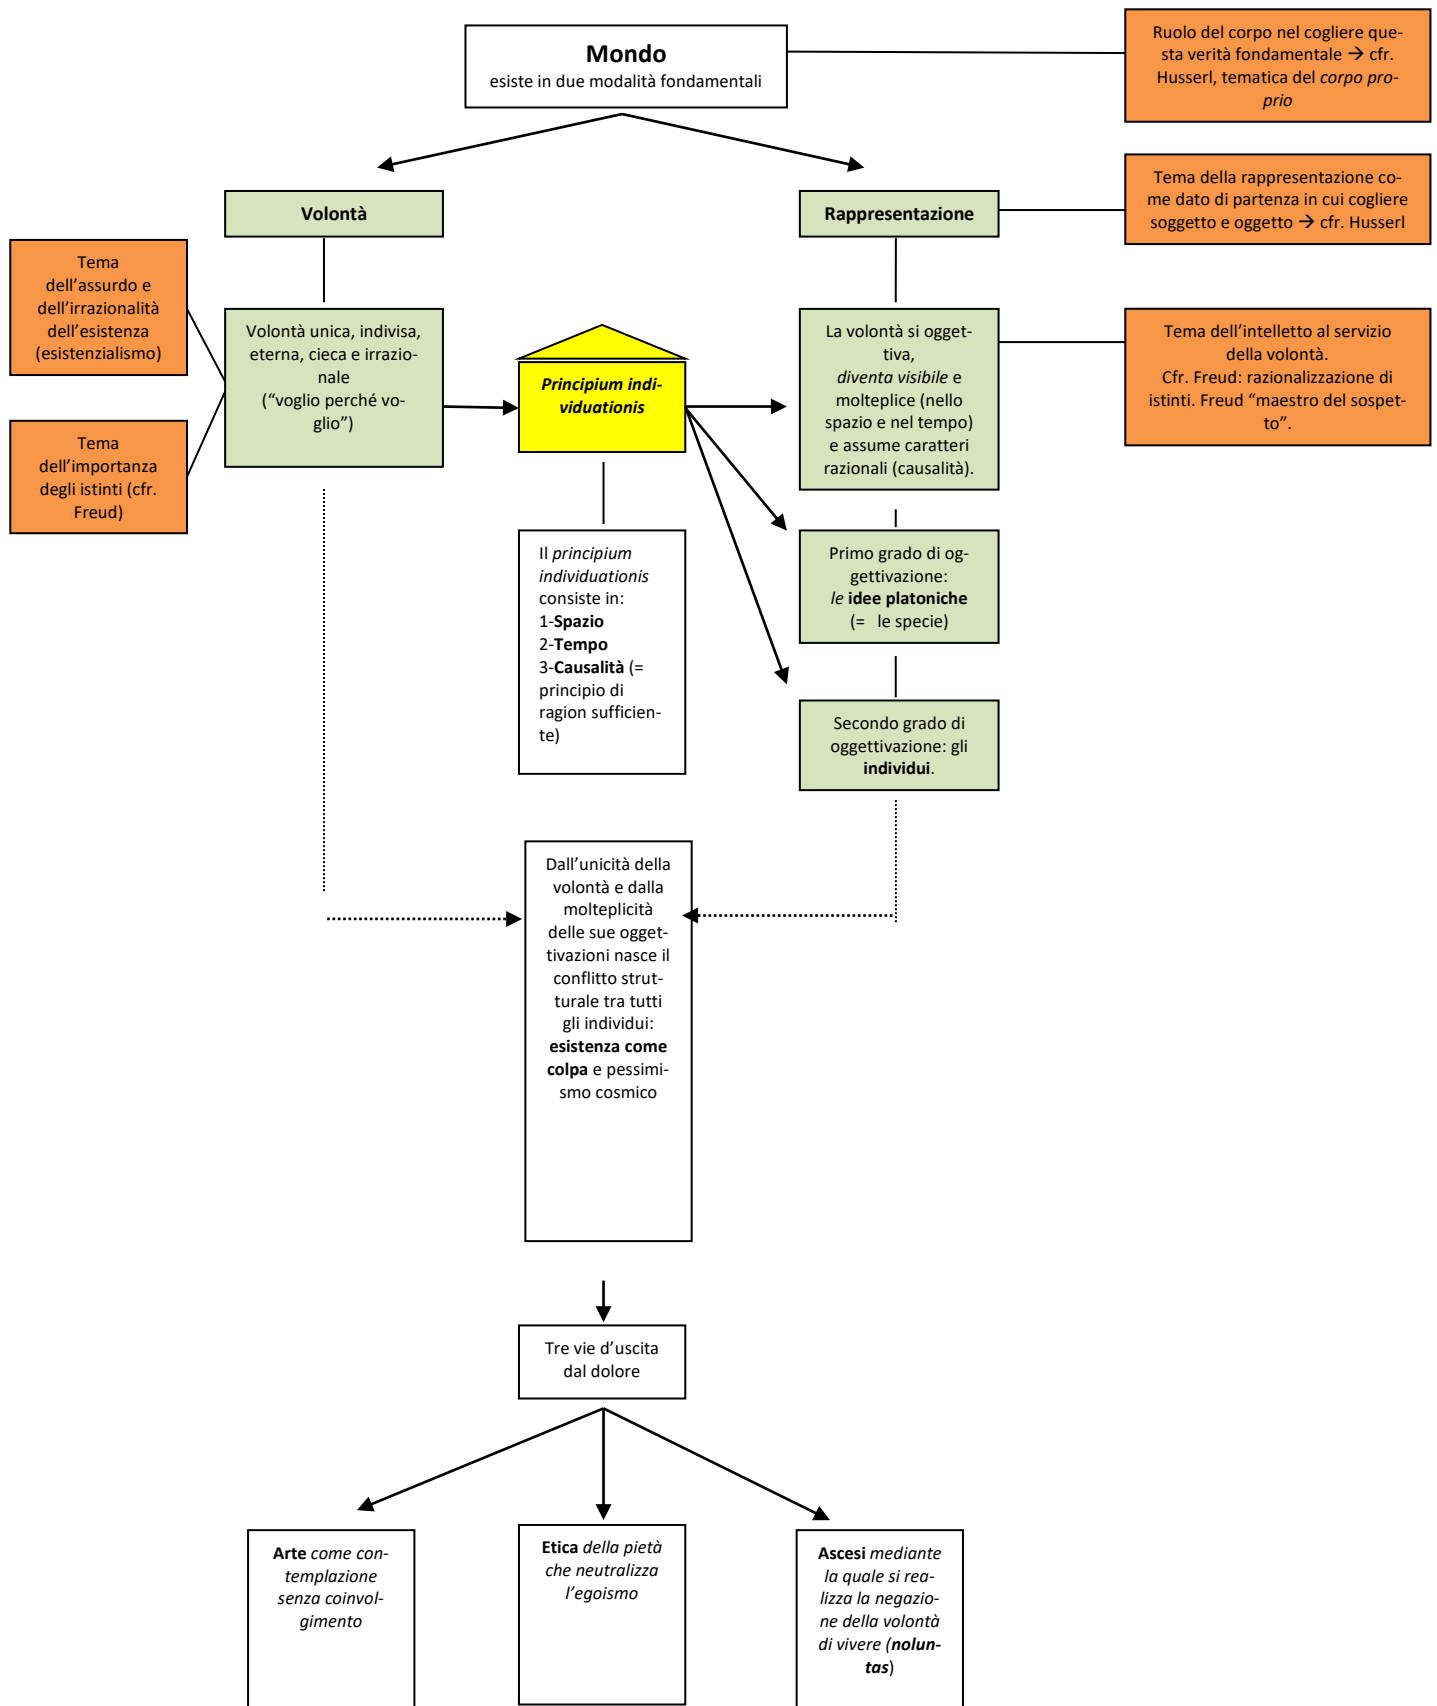 Mondo
esiste in due modalità fondamentali
Ruolo del corpo nel cogliere que-
sta verità fondamentale → cfr.
Husserl, tematica del corpo pro-
prio
Volontà
Rappresentazione
Tema della rappresentazione co-
me dato di partenza in cui cogliere
soggetto e oggetto → cfr. Husserl
Tema
dell’assurdo e
dell’irrazionalità
dell’esistenza
(esistenzialismo)
Tema
dell’importanza
degli istinti (cfr.
Freud)
Volontà unica, indivisa,
eterna, cieca e irrazio-
nale
(“voglio perché vo-
glio”)
Principium indi-
viduationis
La volontà si ogget-
tiva,
diventa visibile e
molteplice (nello
spazio e nel tempo)
e assume caratteri
razionali (causalità).
Tema dell’intelletto al servizio
della volontà.
Cfr. Freud: razionalizzazione di
istinti. Freud “maestro del sospet-
to”.
Il principium
individuationis
consiste in:
1-Spazio
2-Tempo
3-Causalità (=
principio di
ragion sufficien-
te)
Primo grado di og-
gettivazione:
le idee platoniche
(= le specie)
Secondo grado di
oggettivazione: gli
individui.
Dall’unicità della
volontà e dalla
molteplicità
delle sue ogget-
tivazioni nasce il
conflitto strut-
turale tra tutti
gli individui:
esistenza come
colpa e pessimi-
smo cosmico
Tre vie d’uscita
dal dolore
Arte come con-
templazione
senza coinvol-
gimento
Etica della pietà
che neutralizza
l’egoismo
Ascesi mediante
la quale si rea-
lizza la negazio-
ne della volontà
di vivere (nolun-
tas)